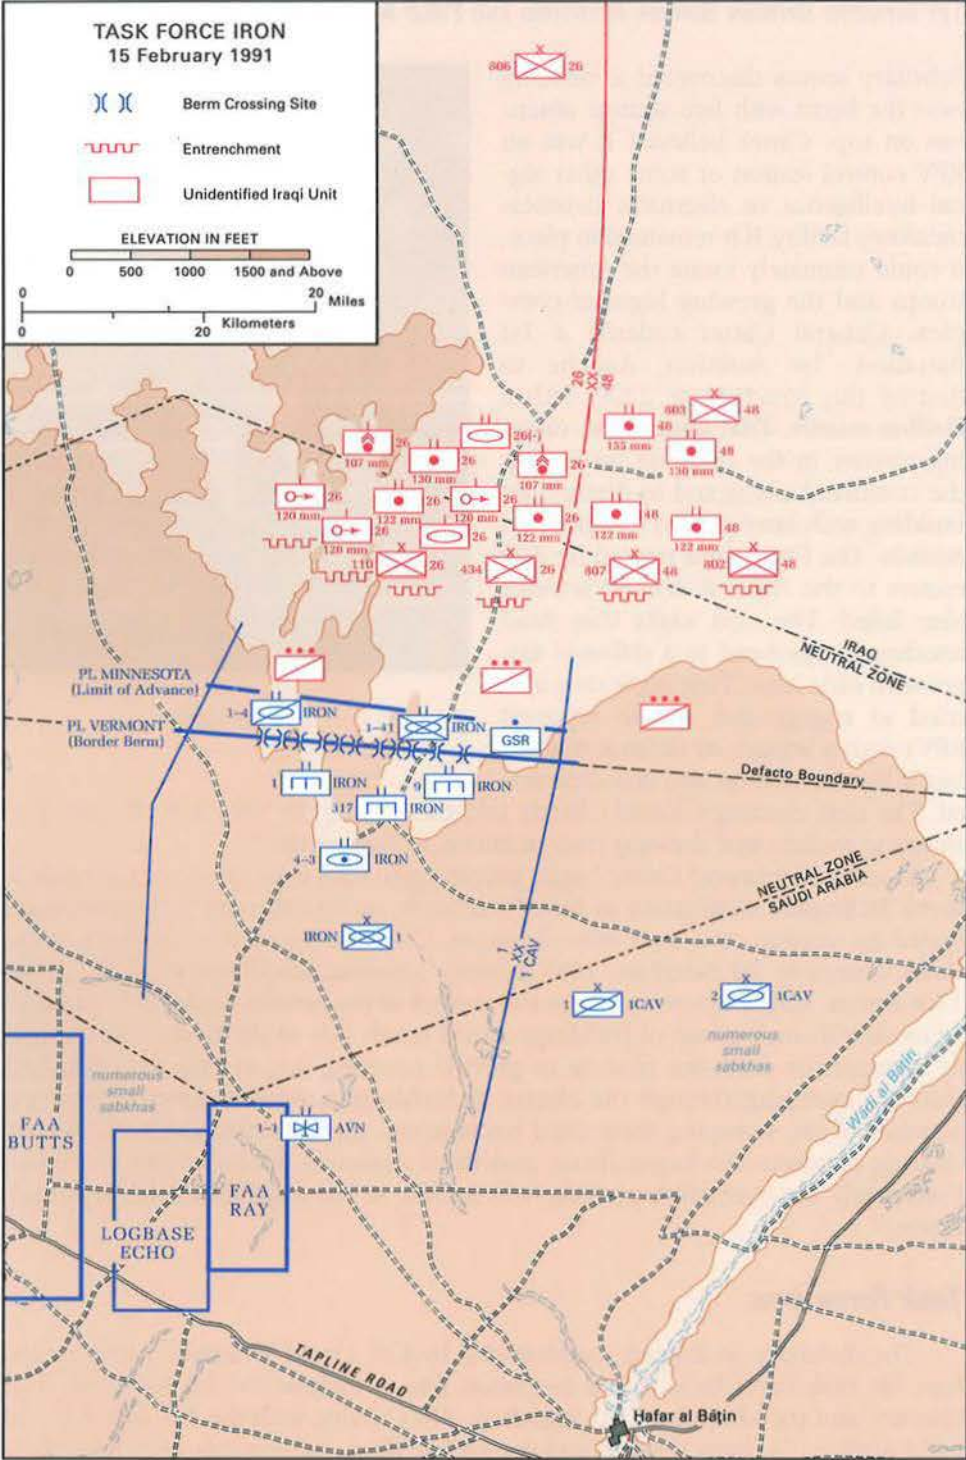 TASK FORCE IRON
15 February 1991
Berm Crossing Site
Entrenchment
Unidentified Iraqi Unit
ELEVATION IN FEET
0 500 1000 1500 and Above
0 20 Miles
0 20 Kilometers
806 X 26
26
XX
48
803 X 48
26
107 mm
26(-)
26
130 mm
26
107 mm
48
155 mm
48
130 mm
26
120 mm
26
122 mm
26
120 mm
26
122 mm
48
122 mm
48
122 mm
26
120 mm
26
110 X 26
434 X 26
807 X 48
802 X 48
IRAQ
NEUTRAL ZONE
PL MINNESOTA
(Limit of Advance)
1-4 IRON
1-41 IRON
GSR
PL VERMONT
(Border Berm)
Defacto Boundary
1 IRON
9 IRON
317 IRON
4-3 IRON
NEUTRAL ZONE
SAUDI ARABIA
IRON X 1
1
XX
1 CAV
1 X 1CAV
2 X 1CAV
numerous
small
sabkhas
numerous
small
sabkhas
Wādi al Bāṭin
FAA
BUTTS
1-1 AVN
FAA
RAY
LOGBASE
ECHO
TAPLINE ROAD
Hafar al Bāṭin